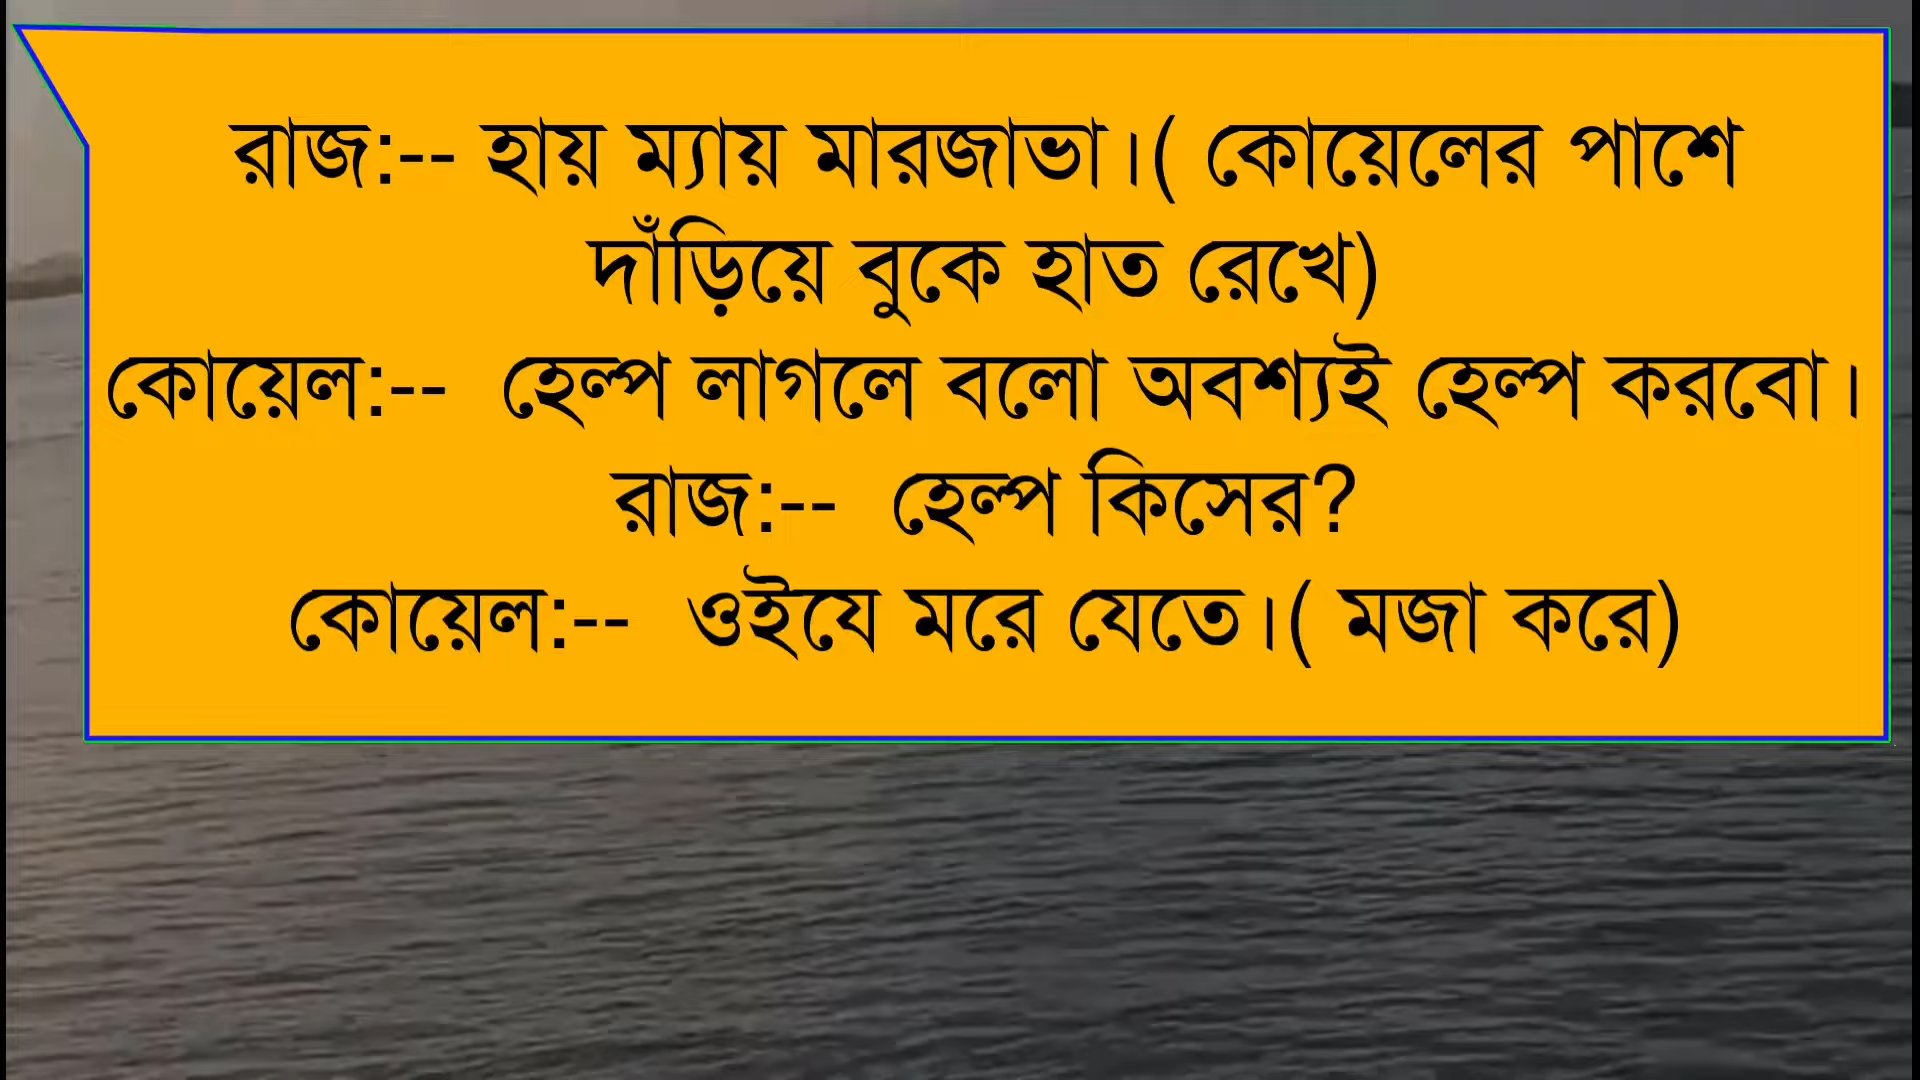 রাজ:-- হায় ম্যায় মারজাভা।( কোয়েলের পাশে
দাঁড়িয়ে বুকে হাত রেখে)
কোয়েল:-- হেল্প লাগলে বলো অবশ্যই হেল্প করবো।
রাজ:-- হেল্প কিসের?
কোয়েল:-- ওইযে মরে যেতে।( মজা করে)